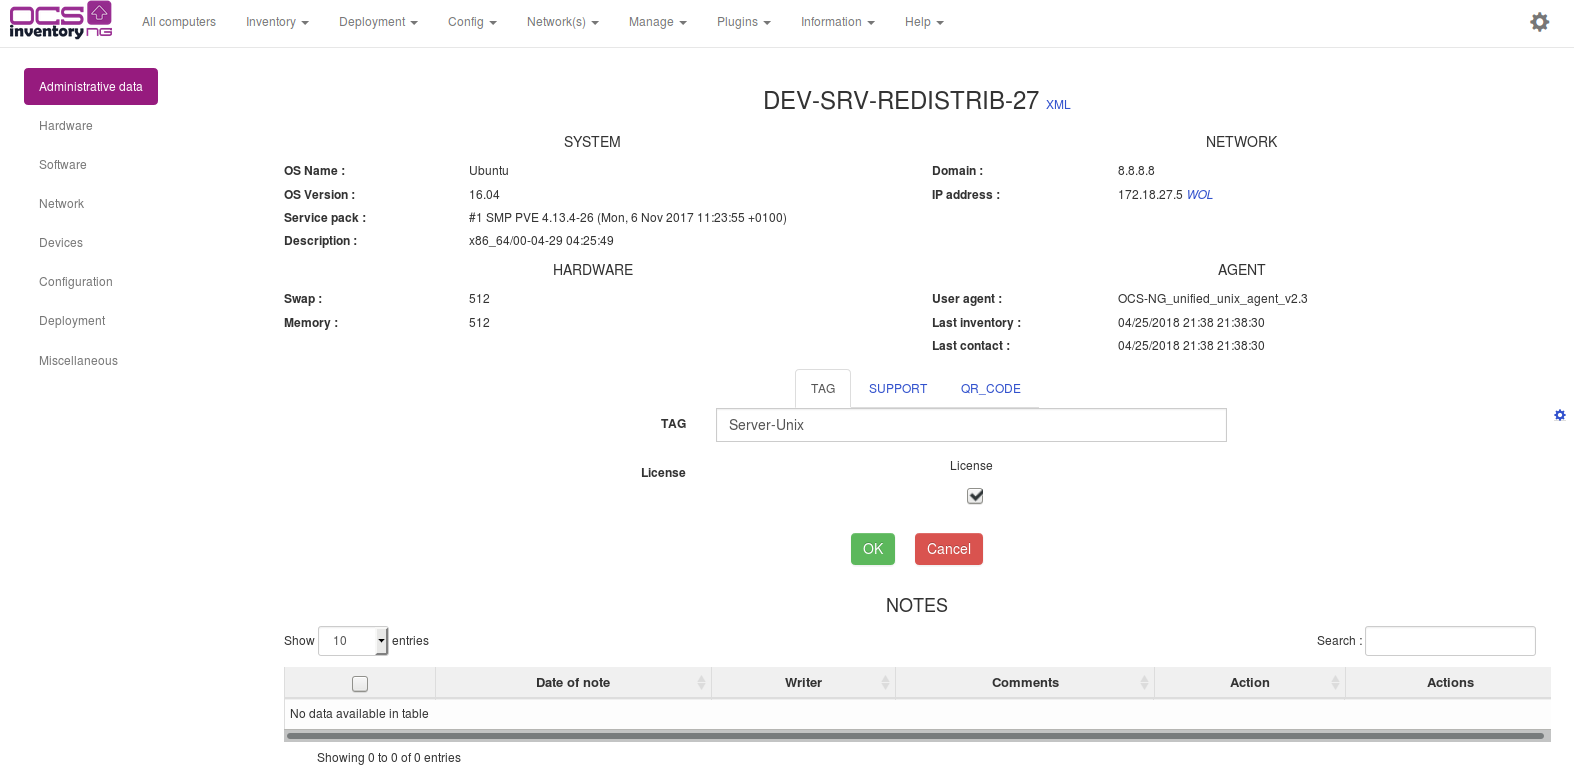 OCS inventory NG
All computers Inventory Deployment Config Network(s) Manage Plugins Information Help
Administrative data
Hardware
Software
Network
Devices
Configuration
Deployment
Miscellaneous
DEV-SRV-REDISTRIB-27 XML
SYSTEM
OS Name : Ubuntu
OS Version : 16.04
Service pack : #1 SMP PVE 4.13.4-26 (Mon, 6 Nov 2017 11:23:55 +0100)
Description : x86_64/00-04-29 04:25:49
NETWORK
Domain : 8.8.8.8
IP address : 172.18.27.5 WOL
HARDWARE
Swap : 512
Memory : 512
AGENT
User agent : OCS-NG_unified_unix_agent_v2.3
Last inventory : 04/25/2018 21:38 21:38:30
Last contact : 04/25/2018 21:38 21:38:30
TAG SUPPORT QR_CODE
TAG Server-Unix
License License
OK Cancel
NOTES
Show 10 entries Search :
Date of note Writer Comments Action Actions
No data available in table
Showing 0 to 0 of 0 entries